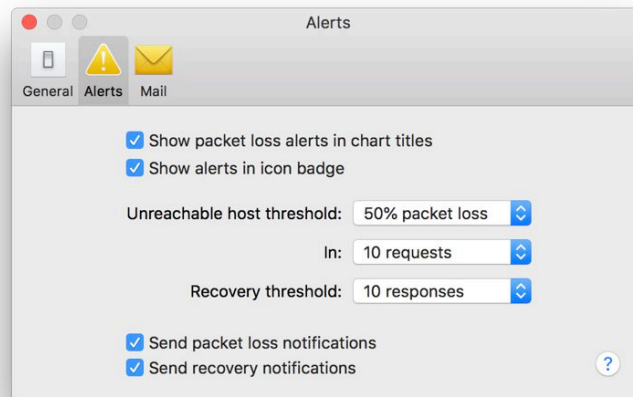 Alerts
General Alerts Mail
Show packet loss alerts in chart titles
Show alerts in icon badge
Unreachable host threshold: 50% packet loss
In: 10 requests
Recovery threshold: 10 responses
Send packet loss notifications
Send recovery notifications
?